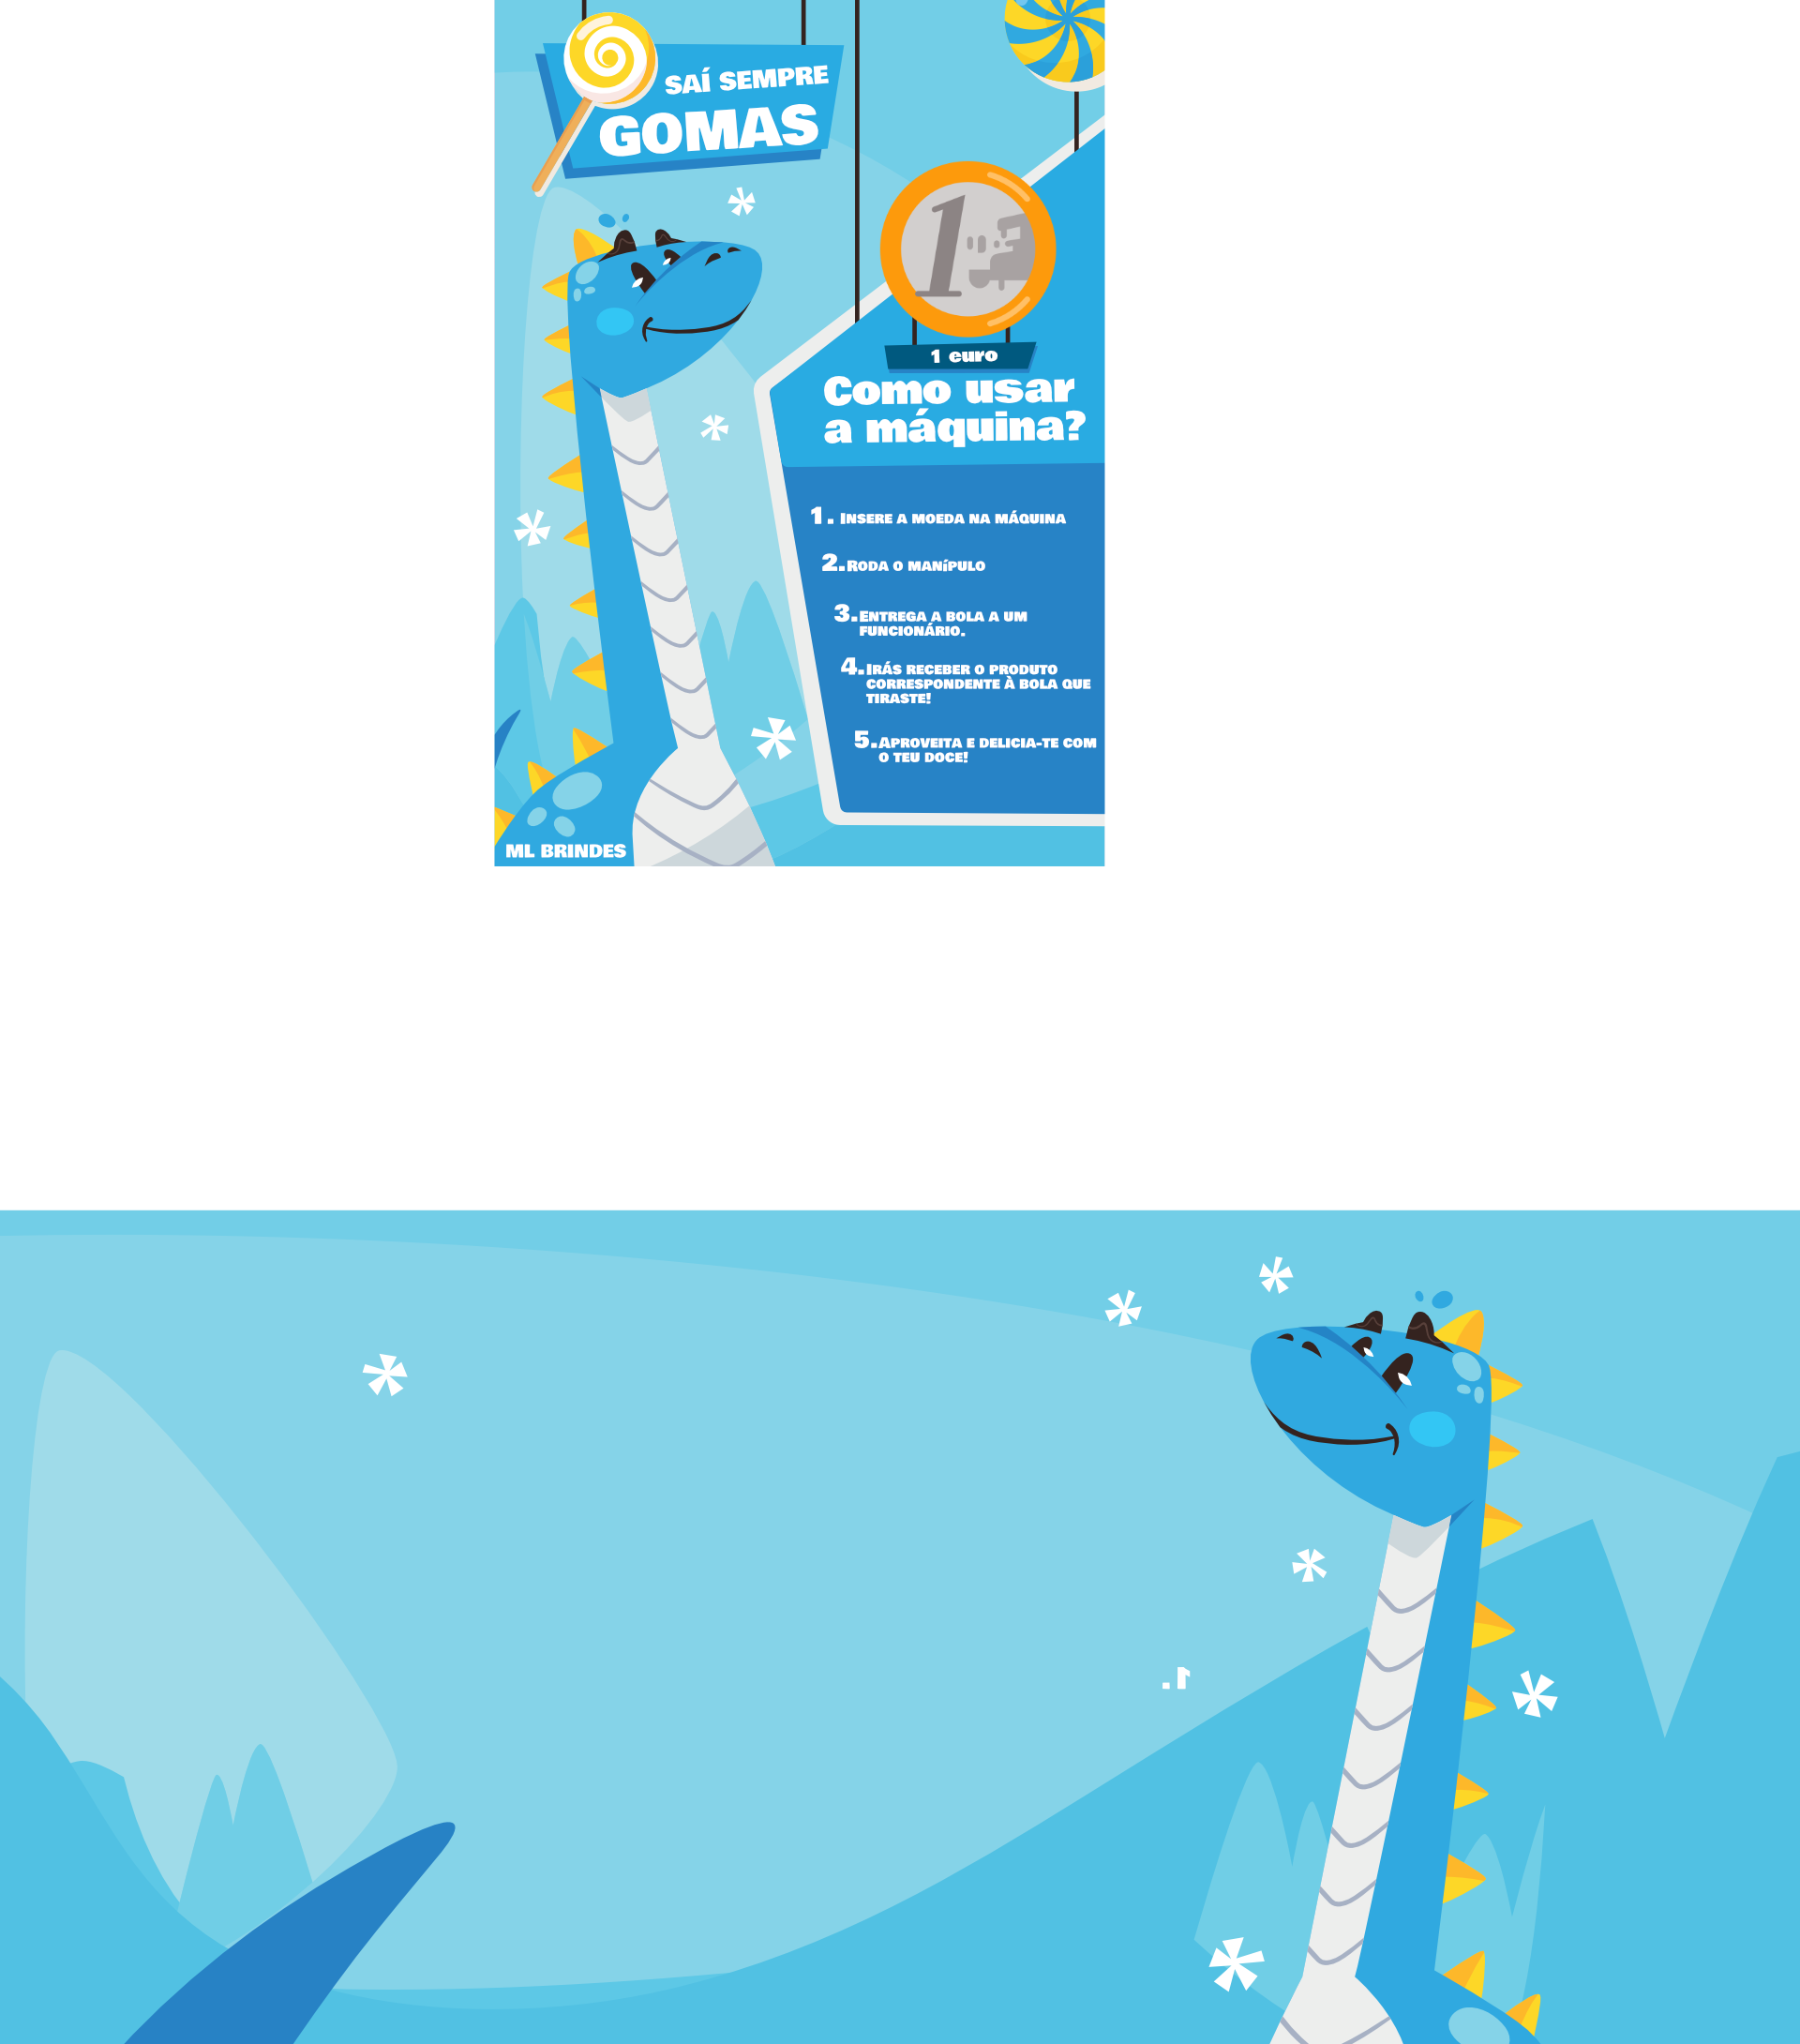 SAÍ SEMPRE
GOMAS
1
1 euro
Como usar
a máquina?
1. INSERE A MOEDA NA MÁQUINA
2. RODA O MANíPULO
3. ENTREGA A BOLA A UM
FUNCIONÁRIO.
4. IRÁS RECEBER O PRODUTO
CORRESPONDENTE À BOLA QUE
TIRASTE!
5. APROVEITA E DELICIA-TE COM
O TEU DOCE!
ML BRINDES
1.